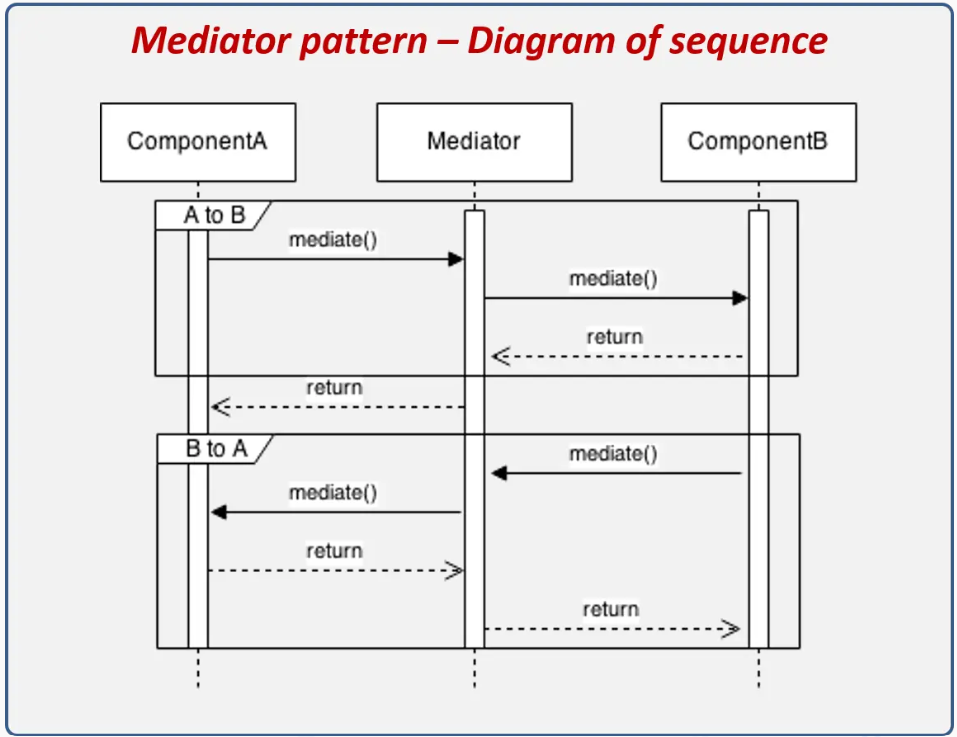 Mediator pattern – Diagram of sequence
ComponentA
Mediator
ComponentB
A to B
mediate()
mediate()
return
return
B to A
mediate()
mediate()
return
return